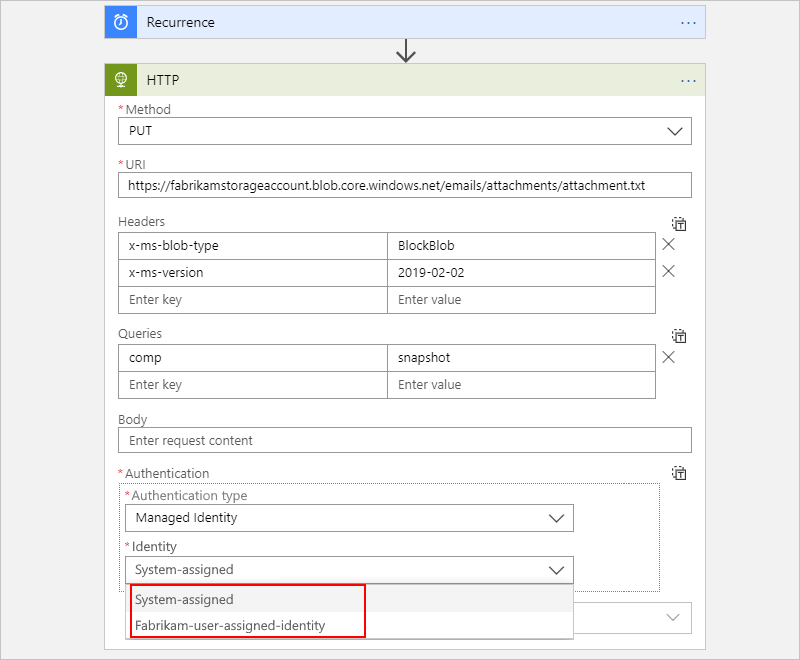 Recurrence
HTTP
* Method
PUT
* URI
https://fabrikamstorageaccount.blob.core.windows.net/emails/attachments/attachment.txt
Headers
x-ms-blob-type BlockBlob
x-ms-version 2019-02-02
Enter key Enter value
Queries
comp snapshot
Enter key Enter value
Body
Enter request content
* Authentication
* Authentication type
Managed Identity
* Identity
System-assigned
System-assigned
Fabrikam-user-assigned-identity